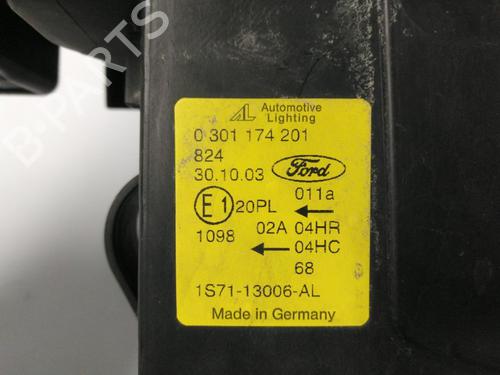 AL Automotive Lighting
0 301 174 201
824
30.10.03
Ford
011a
E1 20PL
02A 04HR
1098
04HC
68
1S71-13006-AL
Made in Germany
B PARTS